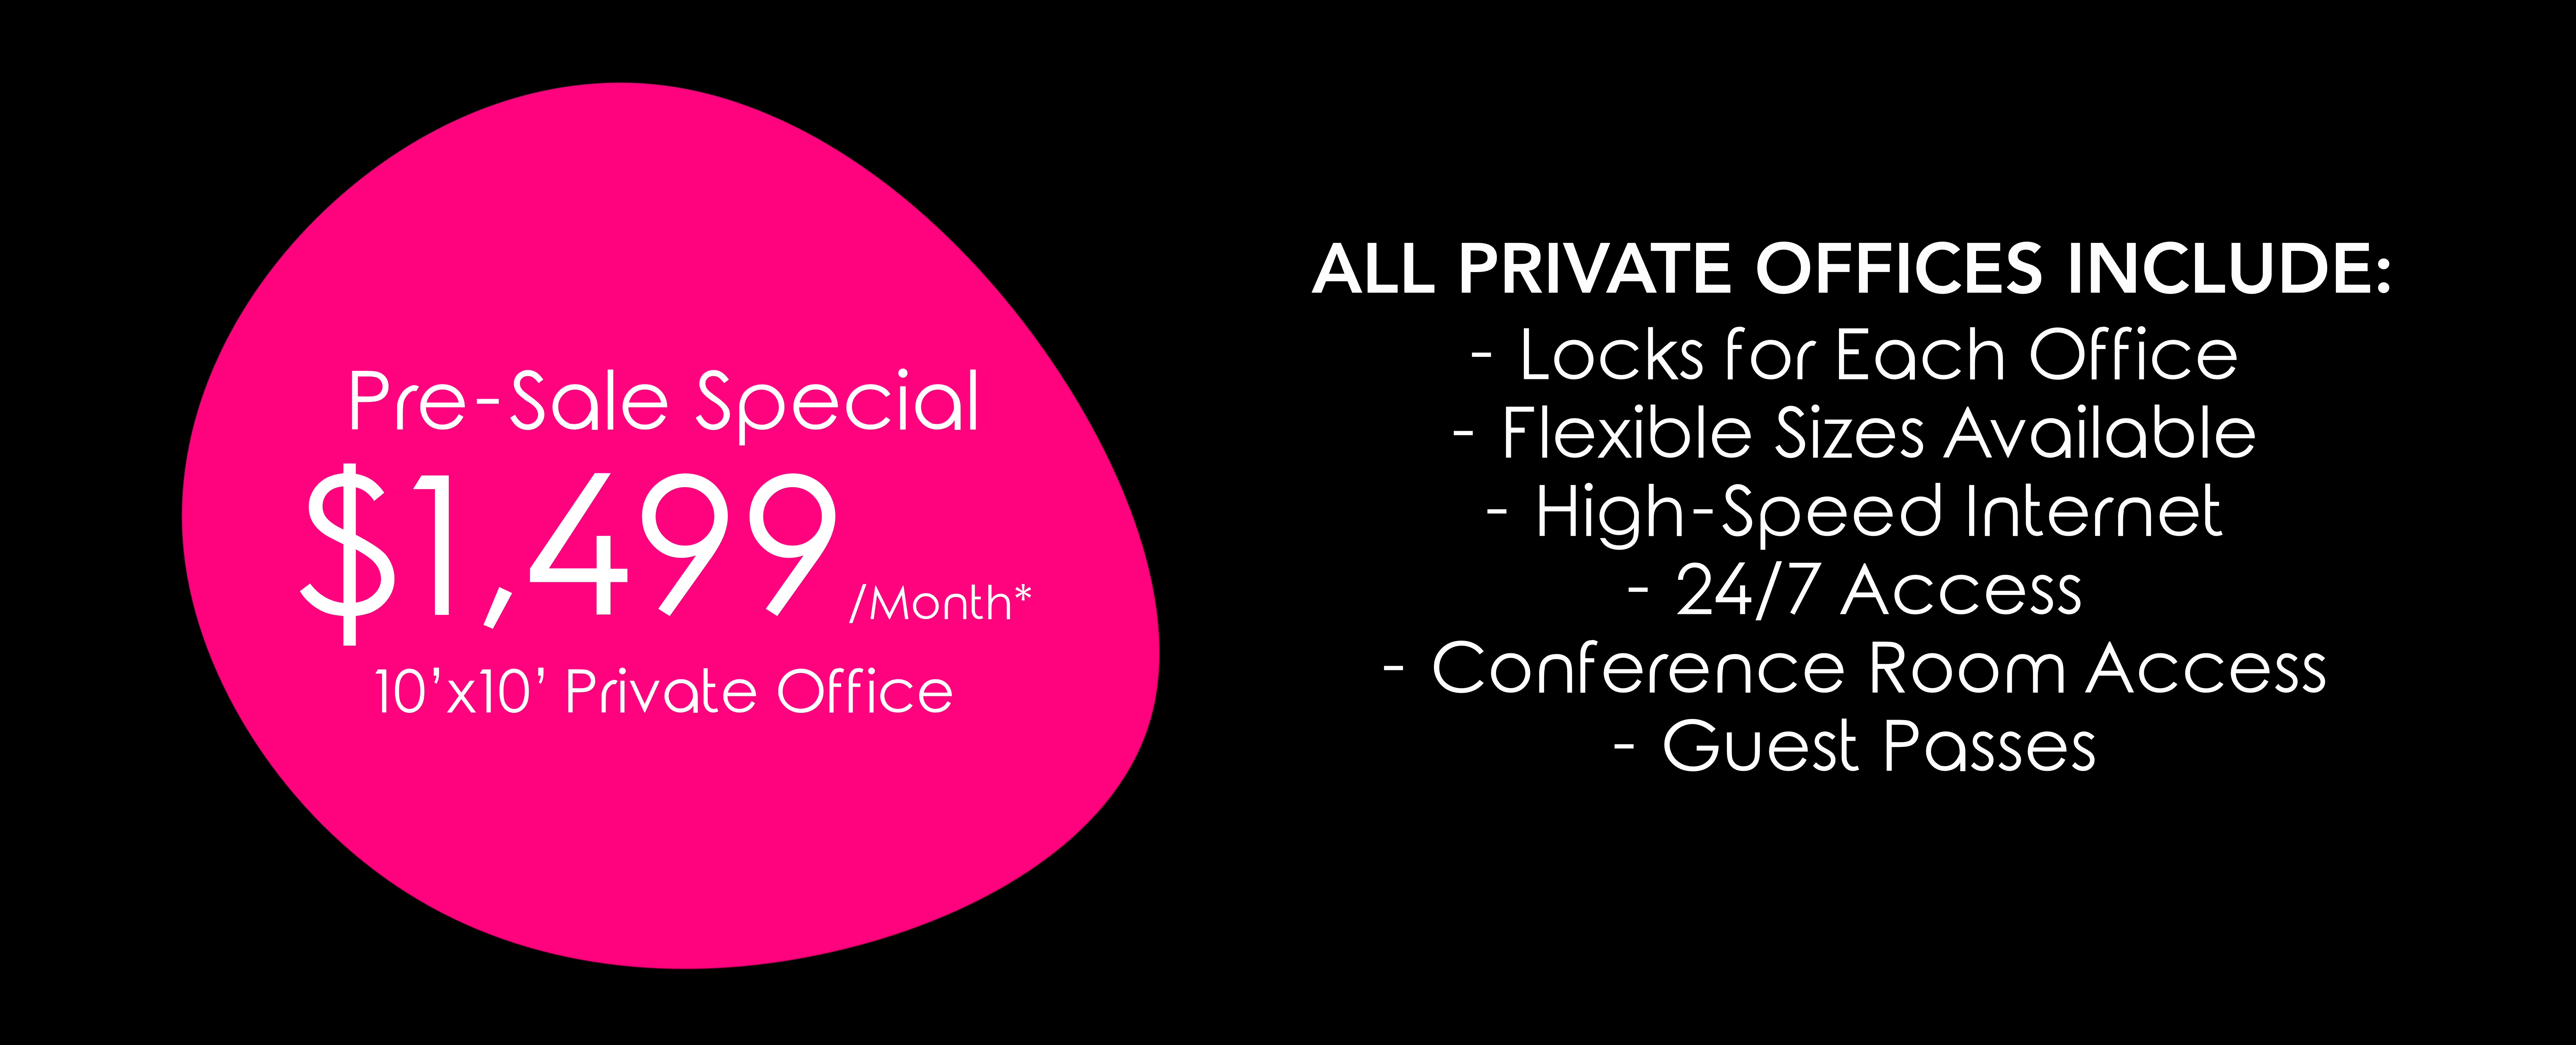 Pre-Sale Special
$1,499 /Month*
10’x10’ Private Office
ALL PRIVATE OFFICES INCLUDE:
- Locks for Each Office
- Flexible Sizes Available
- High-Speed Internet
- 24/7 Access
- Conference Room Access
- Guest Passes